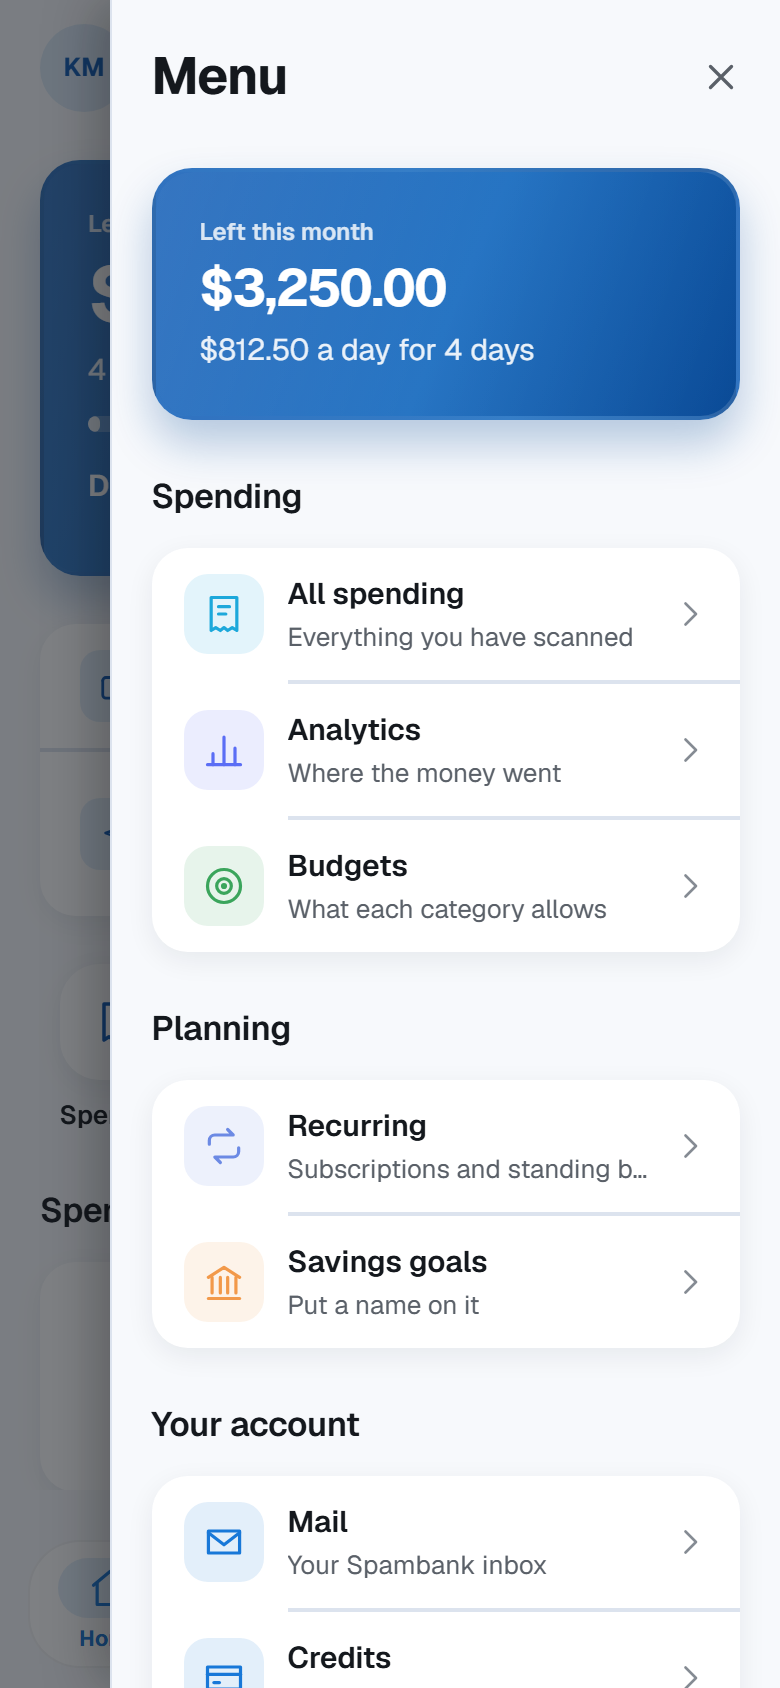 KM
Menu
Left this month
$3,250.00
$812.50 a day for 4 days
4
D
Spending
All spending
Everything you have scanned
Analytics
Where the money went
Budgets
What each category allows
Planning
Recurring
Subscriptions and standing b...
Savings goals
Put a name on it
Your account
Mail
Your Spambank inbox
Credits